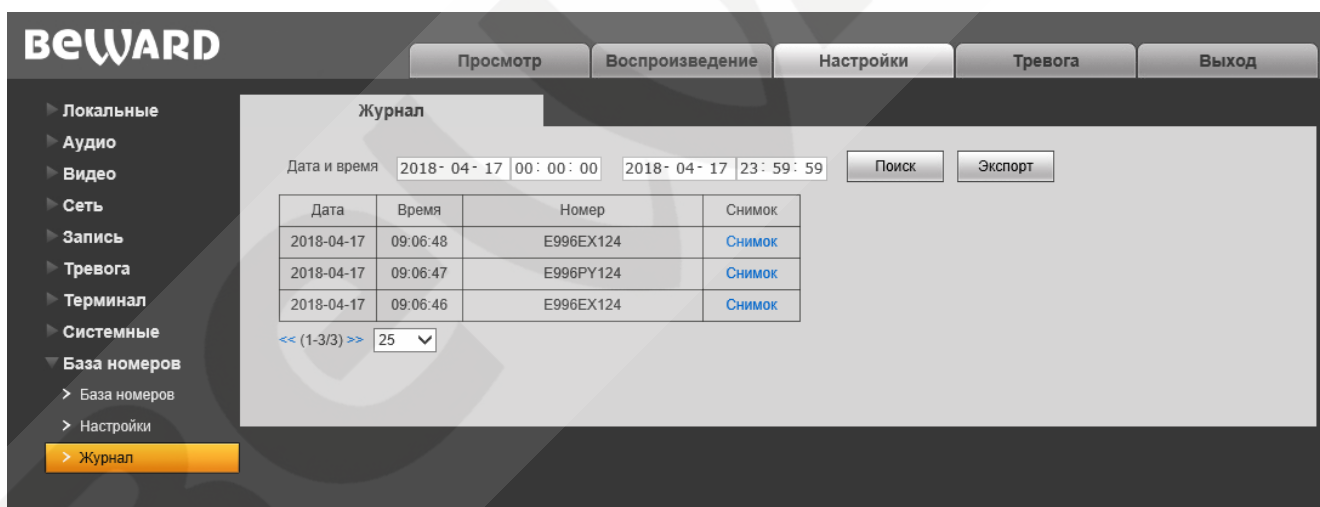 BEWARD
Просмотр Воспроизведение Настройки Тревога Выход
Локальные
Аудио
Видео
Сеть
Запись
Тревога
Терминал
Системные
База номеров
База номеров
Настройки
Журнал
Журнал
Дата и время 2018- 04- 17 00: 00: 00 2018- 04- 17 23: 59: 59 Поиск Экспорт
Дата Время Номер Снимок
2018-04-17 09:06:48 E996EX124 Снимок
2018-04-17 09:06:47 E996PY124 Снимок
2018-04-17 09:06:46 E996EX124 Снимок
<< (1-3/3) >> 25